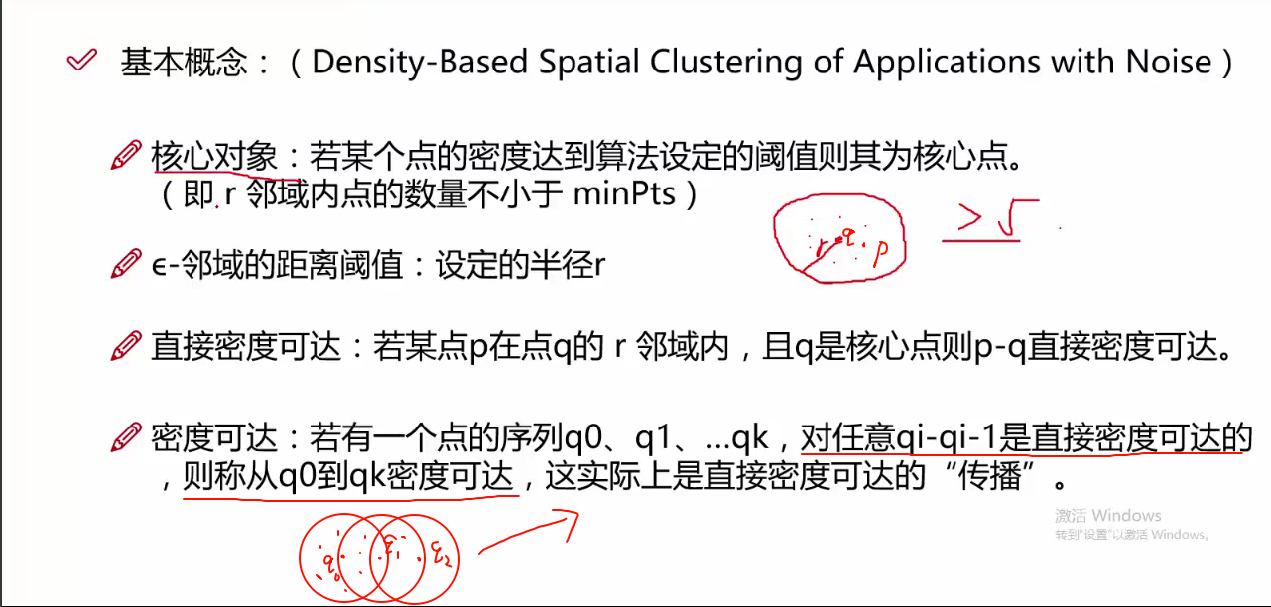 基本概念：（Density-Based Spatial Clustering of Applications with Noise）
核心对象：若某个点的密度达到算法设定的阈值则其为核心点。
（即 r 邻域内点的数量不小于 minPts）
r q p
> 5
ϵ-邻域的距离阈值：设定的半径r
直接密度可达：若某点p在点q的 r 邻域内，且q是核心点则p-q直接密度可达。
密度可达：若有一个点的序列q0、q1、…qk，对任意qi-qi-1是直接密度可达的
，则称从q0到qk密度可达，这实际上是直接密度可达的“传播”。
q0 q1 q2
激活 Windows
转到"设置"以激活 Windows。